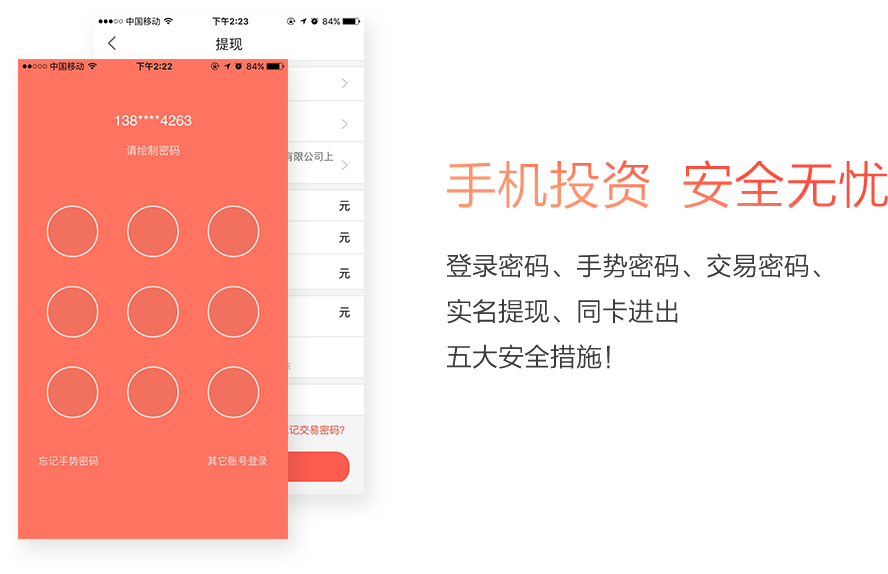 中国移动 下午2:23 84%
提现
中国移动 下午2:22 84%
138****4263
请绘制密码
有限公司上
元
元
元
元
记交易密码?
忘记手势密码 其它账号登录
手机投资 安全无忧
登录密码、手势密码、交易密码、
实名提现、同卡进出
五大安全措施!